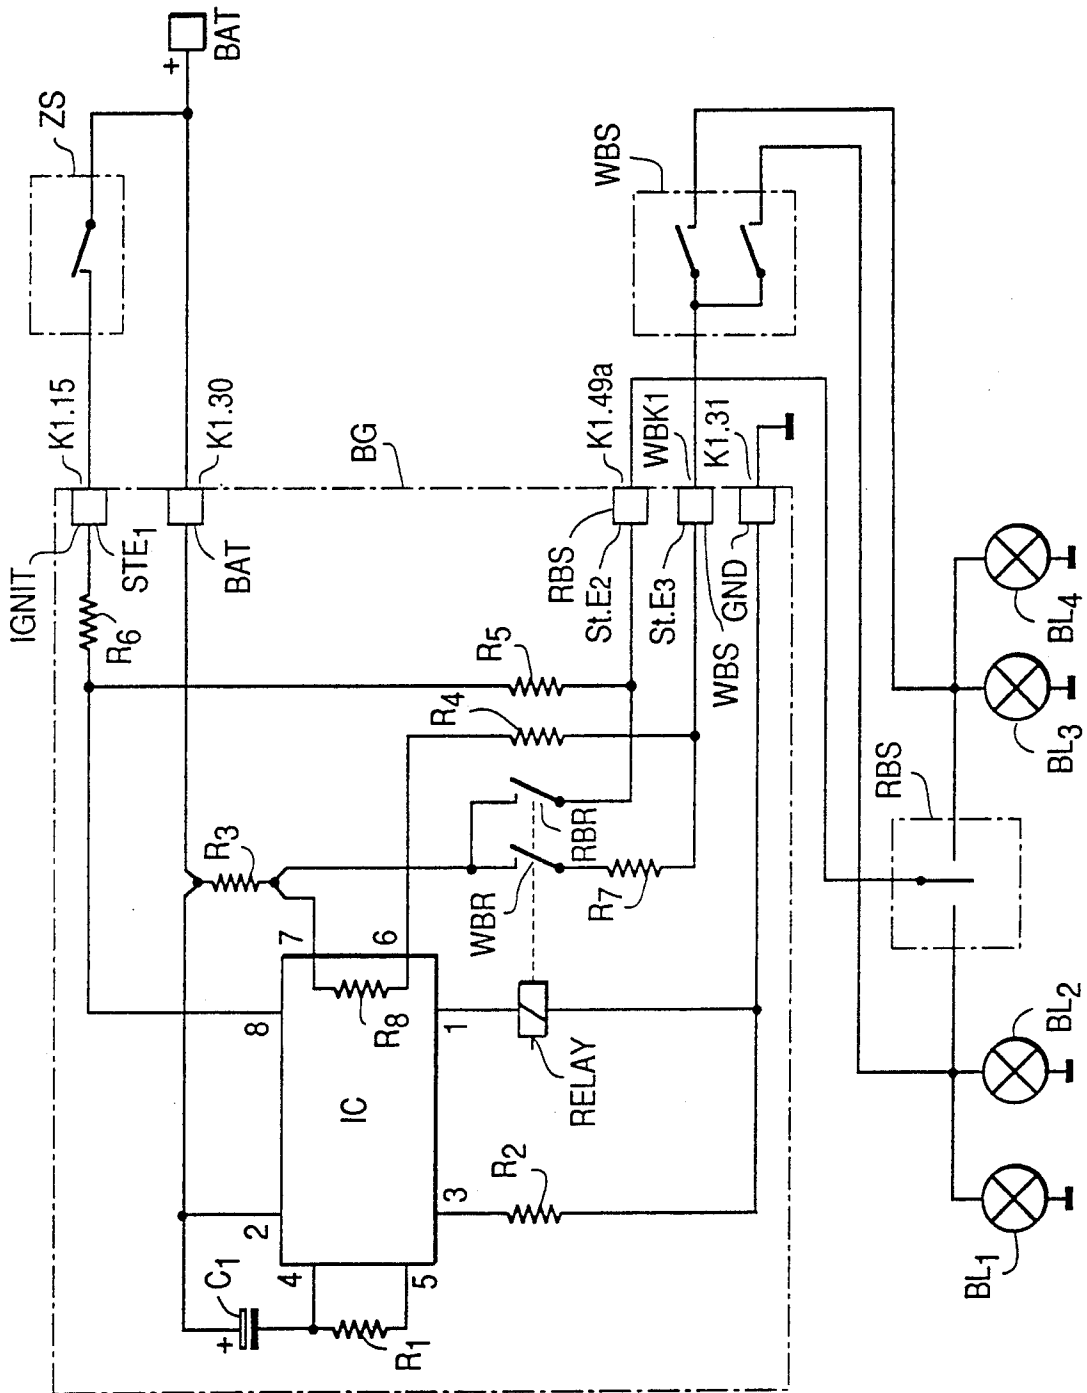 ZS
+
BAT
K1.15
K1.30
IGNIT
STE1
BAT
BG
R6
R5
R4
R3
RBS
St.E2
K1.49a
WBS
WBK1
St.E3
K1.31
WBS
GND
RBR
WBR
R7
7
6
8
R8
1
IC
RELAY
2
3
R2
4
5
C1
+
R1
RBS
BL1
BL2
BL3
BL4